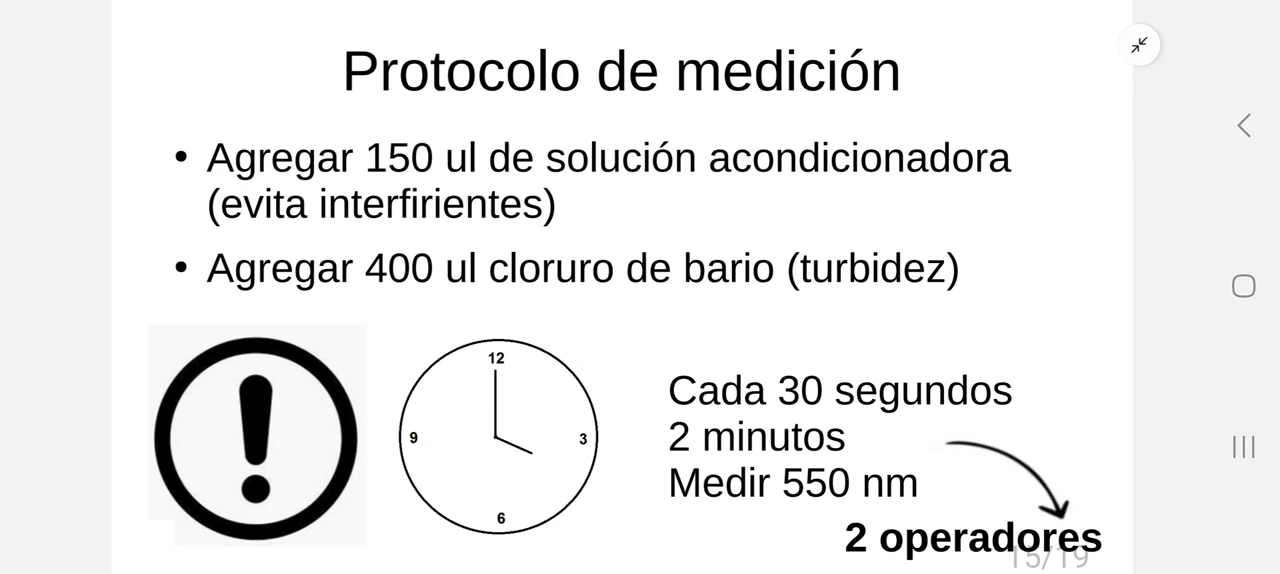 Protocolo de medición
• Agregar 150 ul de solución acondicionadora
(evita interfirientes)
• Agregar 400 ul cloruro de bario (turbidez)
12
9
3
6
Cada 30 segundos
2 minutos
Medir 550 nm
2 operadores
15/19